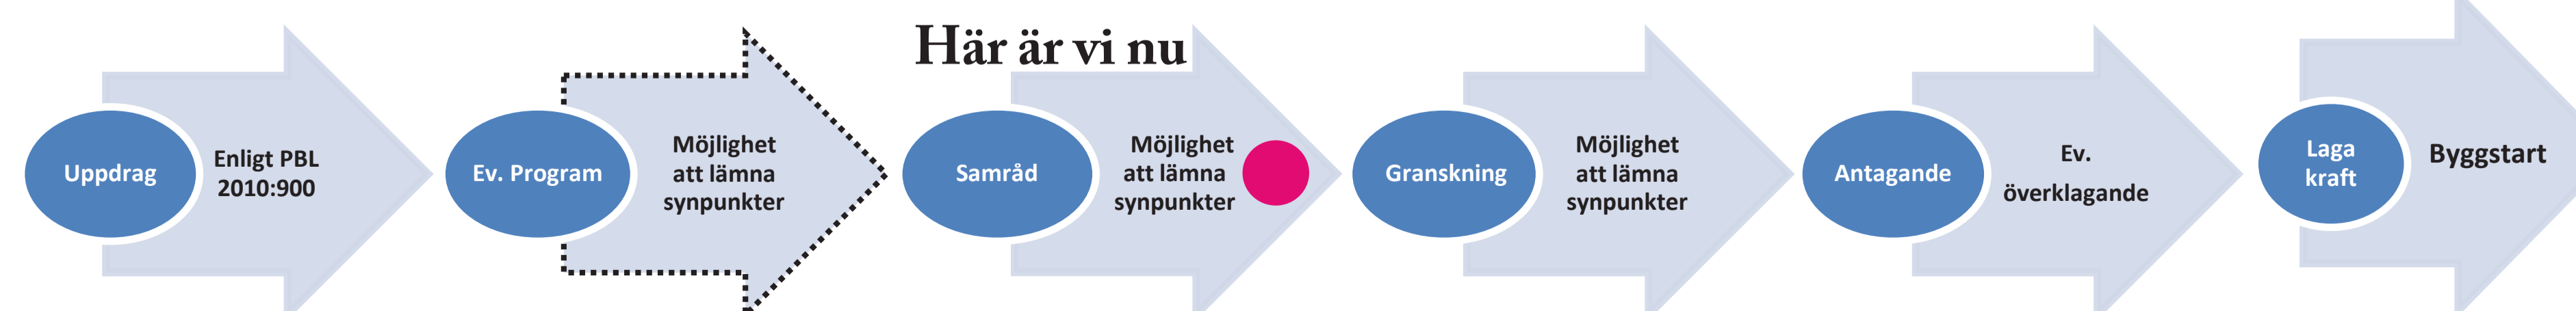 Här är vi nu
Uppdrag
Enligt PBL
2010:900
Ev. Program
Möjlighet
att lämna
synpunkter
Samråd
Möjlighet
att lämna
synpunkter
Granskning
Möjlighet
att lämna
synpunkter
Antagande
Ev.
överklagande
Laga
kraft
Byggstart